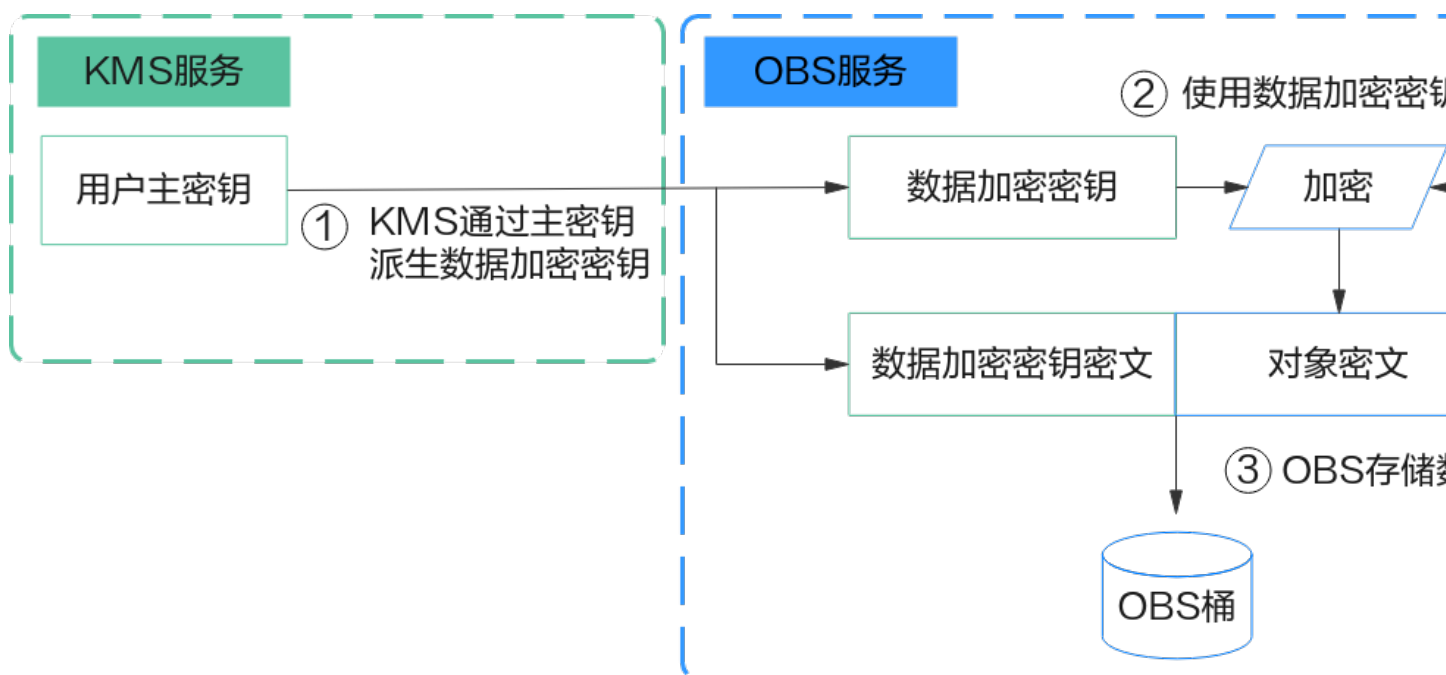 KMS服务
OBS服务
② 使用数据加密密
用户主密钥
数据加密密钥
加密
① KMS通过主密钥
派生数据加密密钥
数据加密密钥密文
对象密文
③ OBS存储
OBS桶